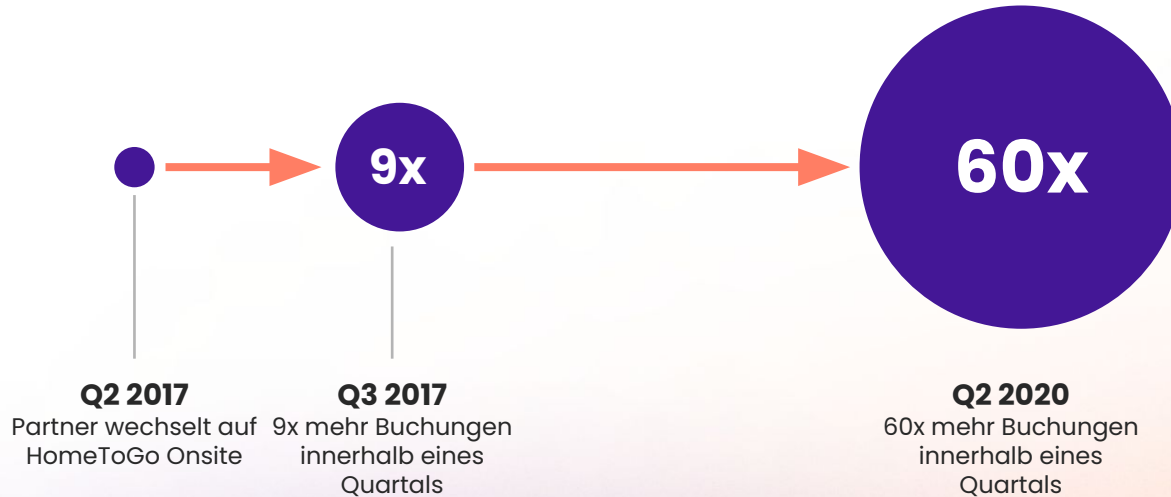 9x
60x
Q2 2017
Partner wechselt auf
HomeToGo Onsite
Q3 2017
9x mehr Buchungen
innerhalb eines
Quartals
Q2 2020
60x mehr Buchungen
innerhalb eines
Quartals